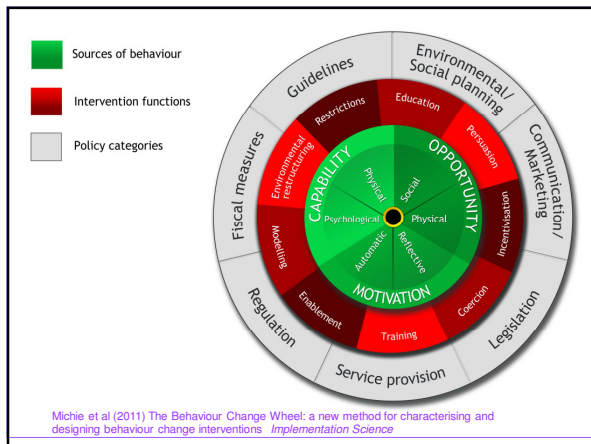 Sources of behaviour
Intervention functions
Policy categories
Guidelines
Environmental/
Social planning
Communication/
Marketing
Legislation
Service provision
Regulation
Fiscal measures
Restrictions
Education
Persuasion
Incentivisation
Coercion
Training
Enablement
Modelling
Environmental
restructuring
CAPABILITY
OPPORTUNITY
MOTIVATION
Physical
Social
Psychological
Physical
Automatic
Reflective
Michie et al (2011) The Behaviour Change Wheel: a new method for characterising and
designing behaviour change interventions Implementation Science